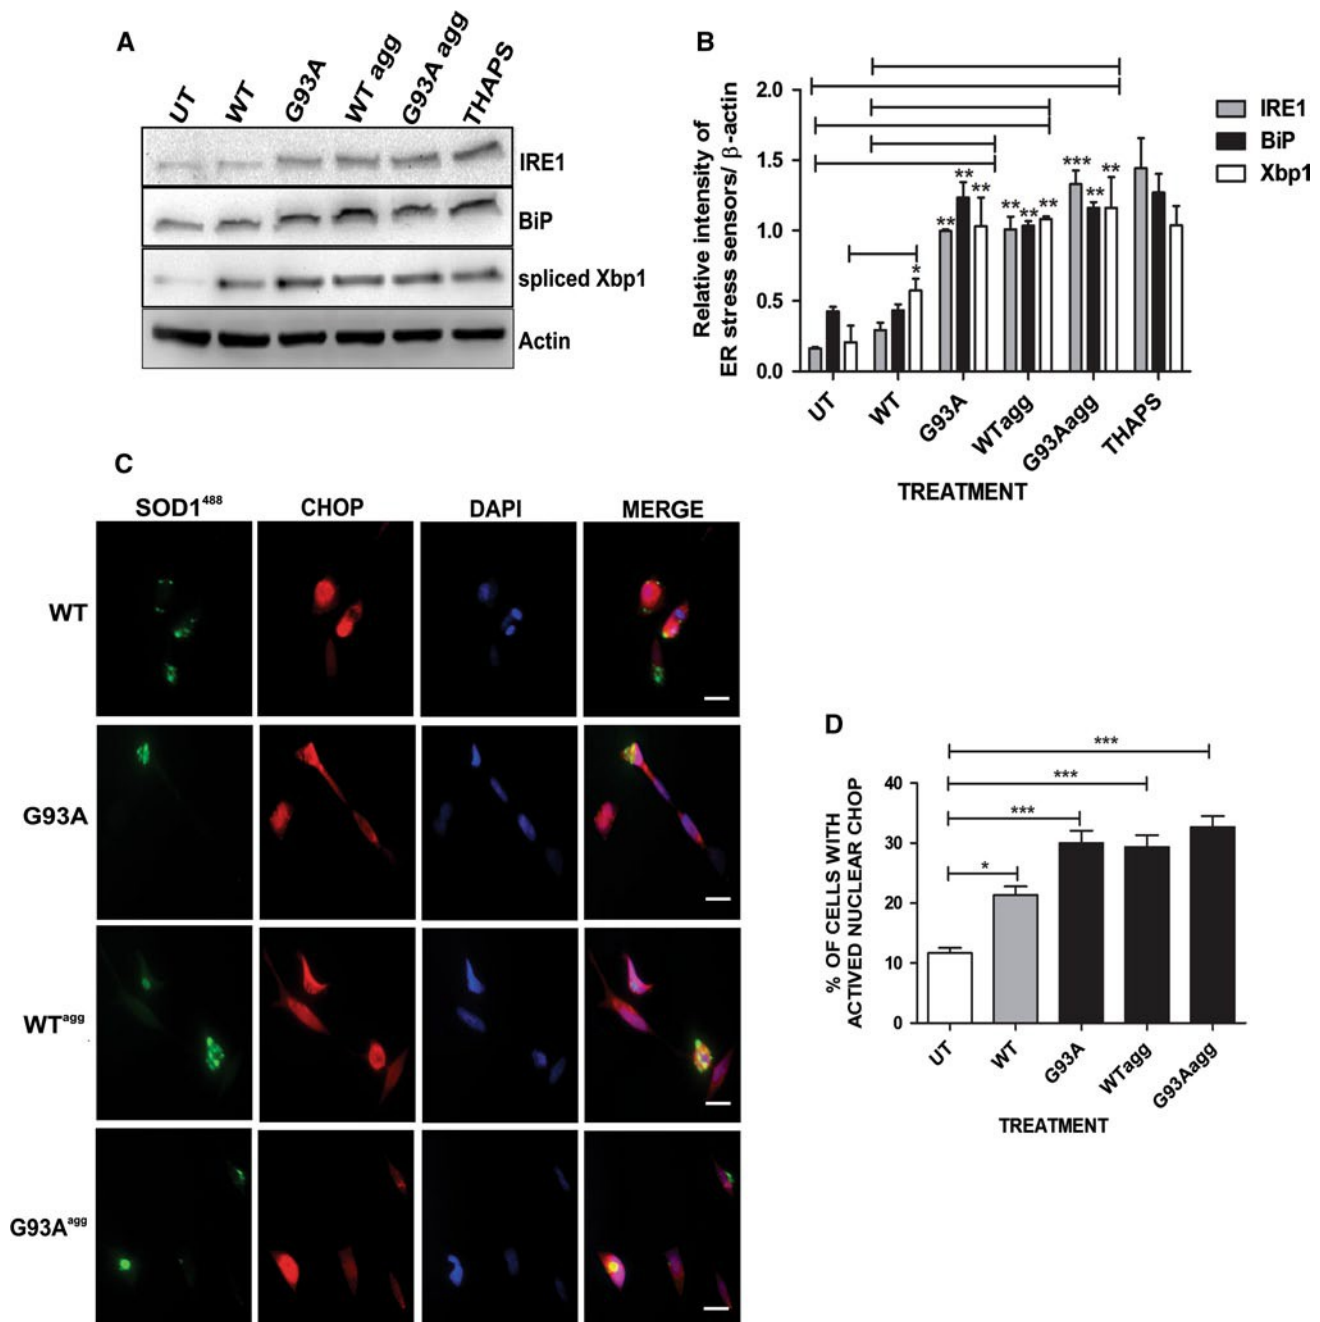 A
UT WT G93A WT agg G93A agg THAPS
IRE1
BiP
spliced Xbp1
Actin
B
Relative intensity of
ER stress sensors/ β-actin
2.0
1.5
1.0
0.5
0.0
** ** ** ** ** ** *** ** ** *
UT WT G93A WTagg G93Aagg THAPS
TREATMENT
IRE1
BiP
Xbp1
C
SOD1⁴⁸⁸ CHOP DAPI MERGE
WT
G93A
WTᵃᵍᵍ
G93Aᵃᵍᵍ
D
% OF CELLS WITH
ACTIVED NUCLEAR CHOP
40
30
20
10
0
***
***
***
*
UT WT G93A WTagg G93Aagg
TREATMENT